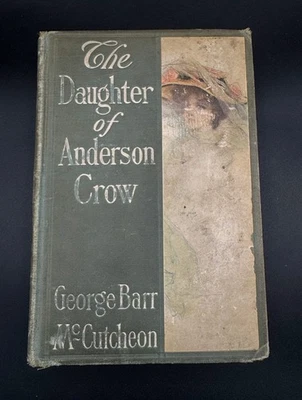 The
Daughter
of
Anderson
Crow
George Barr
McCutcheon